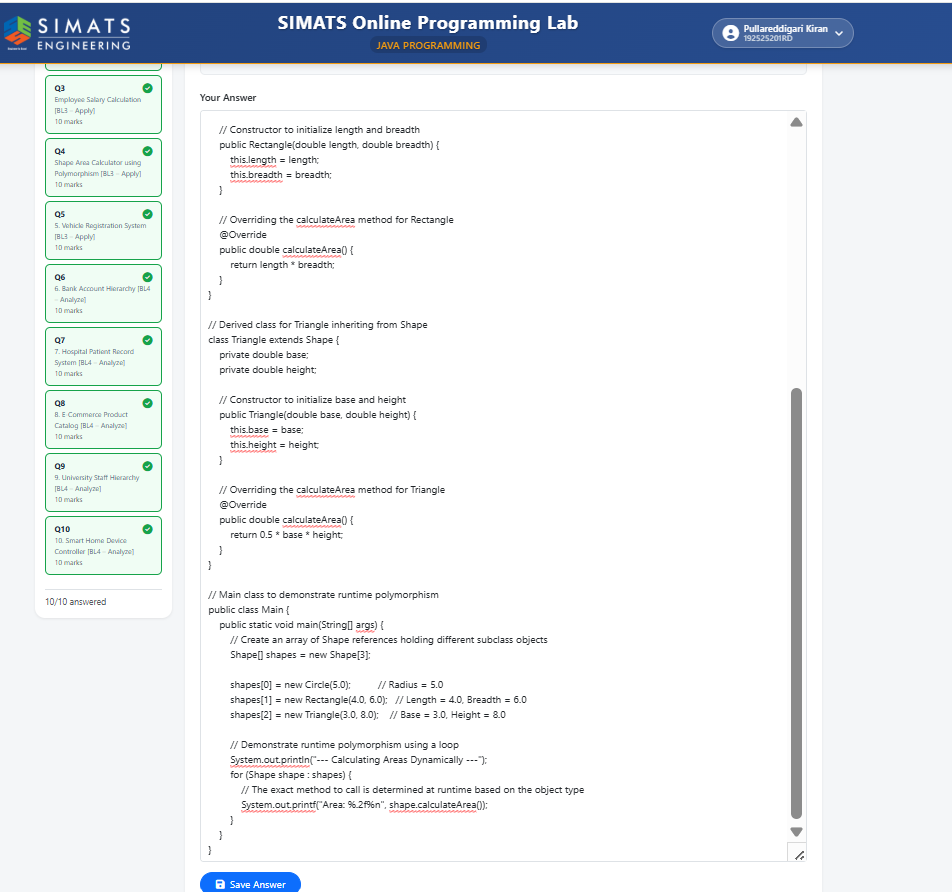 SIMATS
ENGINEERING
SIMATS Online Programming Lab
JAVA PROGRAMMING
Pullareddigari Kiran
192525201RD
Q3
Employee Salary Calculation
[BL3 – Apply]
10 marks
Q4
Shape Area Calculator using
Polymorphism [BL3 – Apply]
10 marks
Q5
5. Vehicle Registration System
[BL3 – Apply]
10 marks
Q6
6. Bank Account Hierarchy [BL4
– Analyze]
10 marks
Q7
7. Hospital Patient Record
System [BL4 – Analyze]
10 marks
Q8
8. E-Commerce Product
Catalog [BL4 – Analyze]
10 marks
Q9
9. University Staff Hierarchy
[BL4 – Analyze]
10 marks
Q10
10. Smart Home Device
Controller [BL4 – Analyze]
10 marks
10/10 answered
Your Answer
// Constructor to initialize length and breadth
public Rectangle(double length, double breadth) {
this.length = length;
this.breadth = breadth;
}
// Overriding the calculateArea method for Rectangle
@Override
public double calculateArea() {
return length * breadth;
}
}
// Derived class for Triangle inheriting from Shape
class Triangle extends Shape {
private double base;
private double height;
// Constructor to initialize base and height
public Triangle(double base, double height) {
this.base = base;
this.height = height;
}
// Overriding the calculateArea method for Triangle
@Override
public double calculateArea() {
return 0.5 * base * height;
}
}
// Main class to demonstrate runtime polymorphism
public class Main {
public static void main(String[] args) {
// Create an array of Shape references holding different subclass objects
Shape[] shapes = new Shape[3];
shapes[0] = new Circle(5.0); // Radius = 5.0
shapes[1] = new Rectangle(4.0, 6.0); // Length = 4.0, Breadth = 6.0
shapes[2] = new Triangle(3.0, 8.0); // Base = 3.0, Height = 8.0
// Demonstrate runtime polymorphism using a loop
System.out.println("--- Calculating Areas Dynamically ---");
for (Shape shape : shapes) {
// The exact method to call is determined at runtime based on the object type
System.out.printf("Area: %.2f%n", shape.calculateArea());
}
}
}
Save Answer